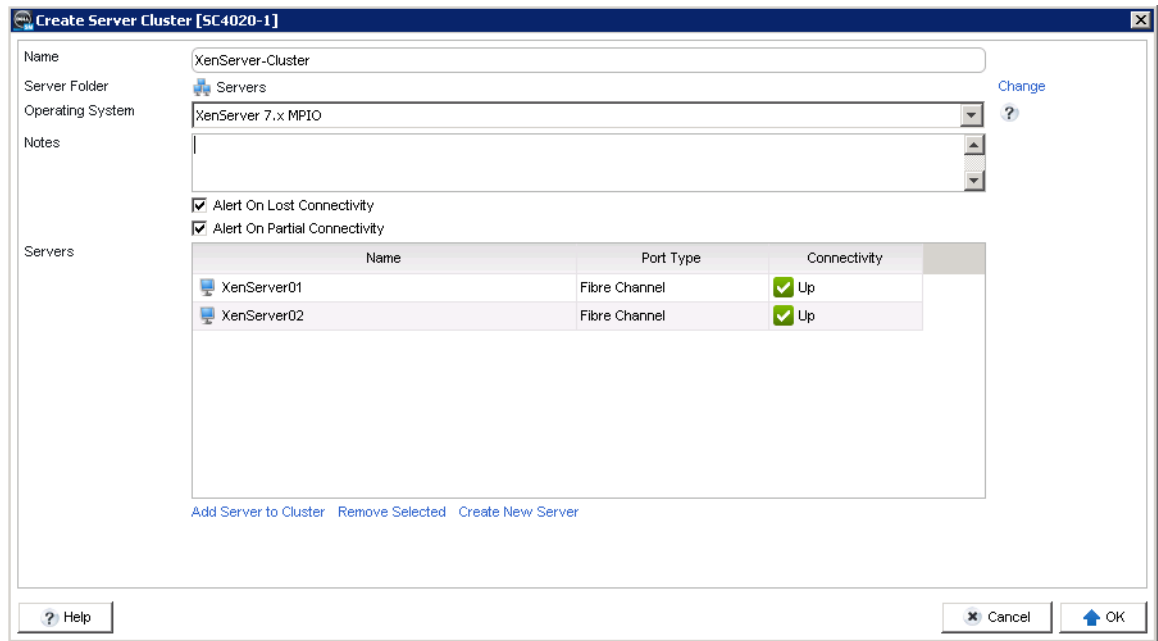 Create Server Cluster [SC4020-1]
Name
XenServer-Cluster
Server Folder
Servers
Change
Operating System
XenServer 7.x MPIO
?
Notes
Alert On Lost Connectivity
Alert On Partial Connectivity
Servers
Name Port Type Connectivity
XenServer01 Fibre Channel Up
XenServer02 Fibre Channel Up
Add Server to Cluster Remove Selected Create New Server
? Help
Cancel
OK